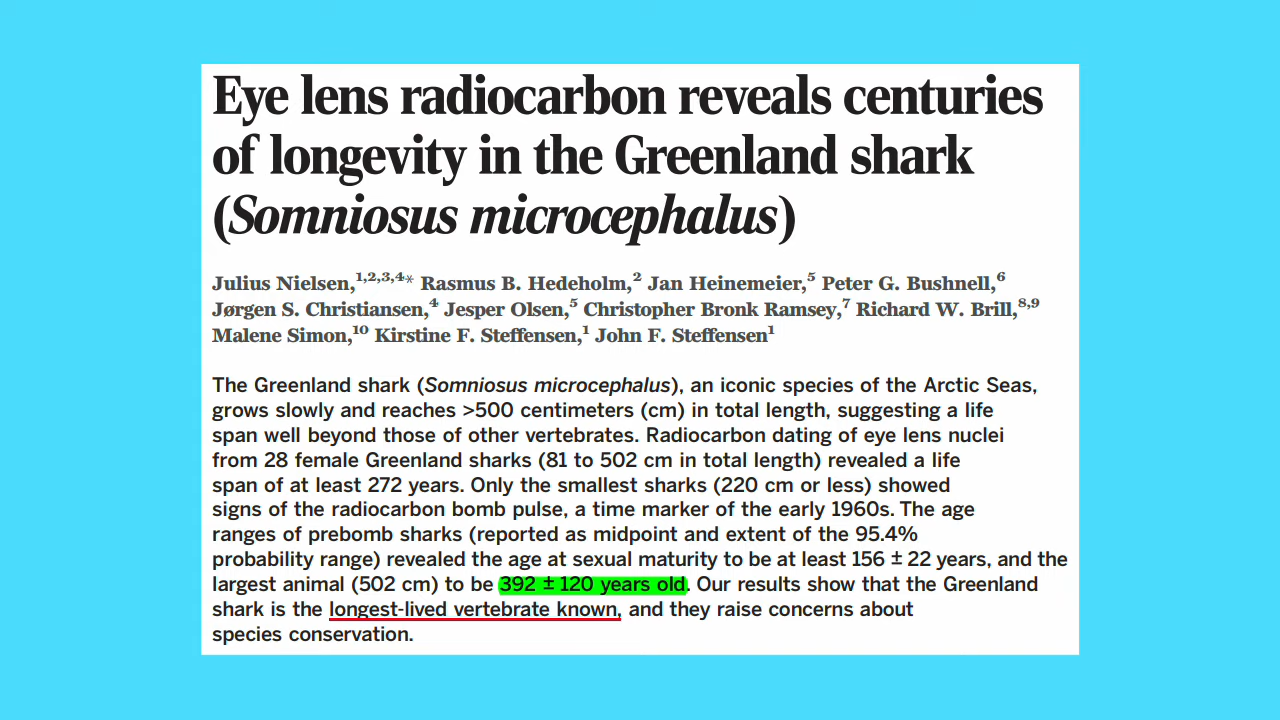 Eye lens radiocarbon reveals centuries
of longevity in the Greenland shark
(Somniosus microcephalus)
Julius Nielsen,1,2,3,4* Rasmus B. Hedeholm,2 Jan Heinemeier,5 Peter G. Bushnell,6
Jørgen S. Christiansen,4 Jesper Olsen,5 Christopher Bronk Ramsey,7 Richard W. Brill,8,9
Malene Simon,10 Kirstine F. Steffensen,1 John F. Steffensen1
The Greenland shark (Somniosus microcephalus), an iconic species of the Arctic Seas,
grows slowly and reaches >500 centimeters (cm) in total length, suggesting a life
span well beyond those of other vertebrates. Radiocarbon dating of eye lens nuclei
from 28 female Greenland sharks (81 to 502 cm in total length) revealed a life
span of at least 272 years. Only the smallest sharks (220 cm or less) showed
signs of the radiocarbon bomb pulse, a time marker of the early 1960s. The age
ranges of prebomb sharks (reported as midpoint and extent of the 95.4%
probability range) revealed the age at sexual maturity to be at least 156 ± 22 years, and the
largest animal (502 cm) to be 392 ± 120 years old. Our results show that the Greenland
shark is the longest-lived vertebrate known, and they raise concerns about
species conservation.